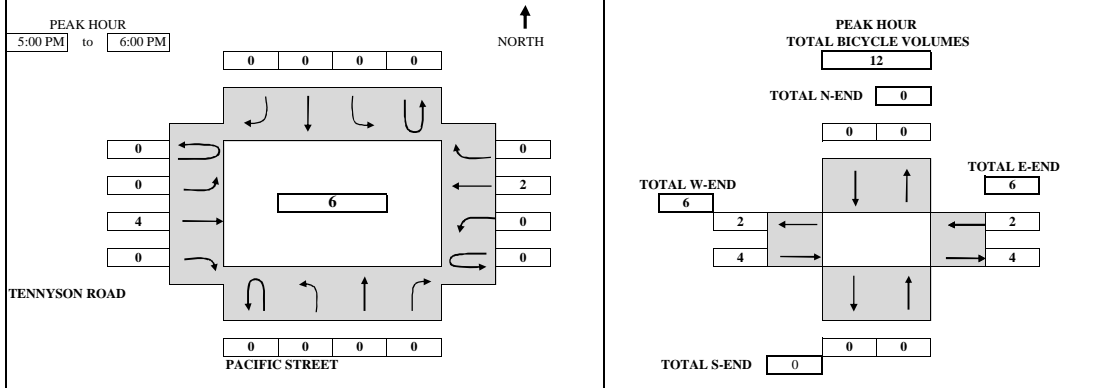 PEAK HOUR
5:00 PM to 6:00 PM
NORTH
0 0 0 0
0
0
4
0
6
0
2
0
0
TENNYSON ROAD
0 0 0 0
PACIFIC STREET
PEAK HOUR
TOTAL BICYCLE VOLUMES
12
TOTAL N-END 0
0 0
TOTAL W-END
6
TOTAL E-END
6
2
4
2
4
0 0
TOTAL S-END 0